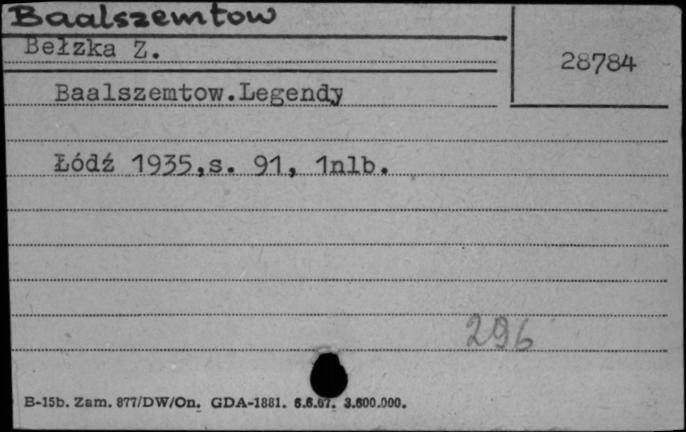 Baalszemtow
Bełzka Z.
28784
Baalszemtow.Legendy
Łódź 1935,s. 91, 1nlb.
296
B-15b. Zam. 877/DW/On. GDA-1881. 6.6.67. 3.600.000.